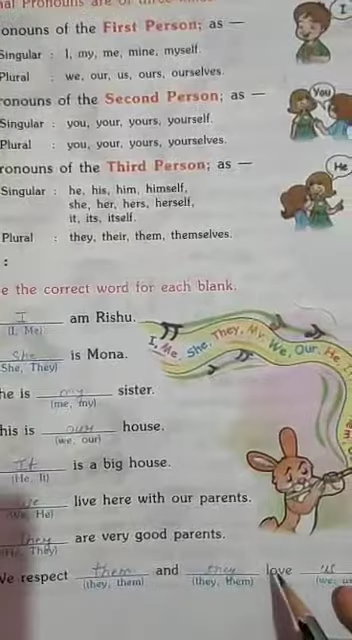 nal Pronouns are of three kinds
I
onouns of the First Person; as —
Singular : I, my, me, mine, myself.
Plural : we, our, us, ours, ourselves.
You
ronouns of the Second Person; as —
Singular : you, your, yours, yourself.
Plural : you, your, yours, yourselves.
He
ronouns of the Third Person; as —
Singular : he, his, him, himself,
she, her, hers, herself,
it, its, itself.
Plural : they, their, them, themselves.
:
e the correct word for each blank.
I am Rishu.
(I, Me)
She is Mona.
She, They)
I, Me, She, They, My, We, Our, He, I
he is my sister.
(me, my)
his is our house.
(we, our)
It is a big house.
(He, It)
we live here with our parents.
(We, He)
They are very good parents.
(He, They)
We respect them and they love us
(they, them) (they, them) (we, us